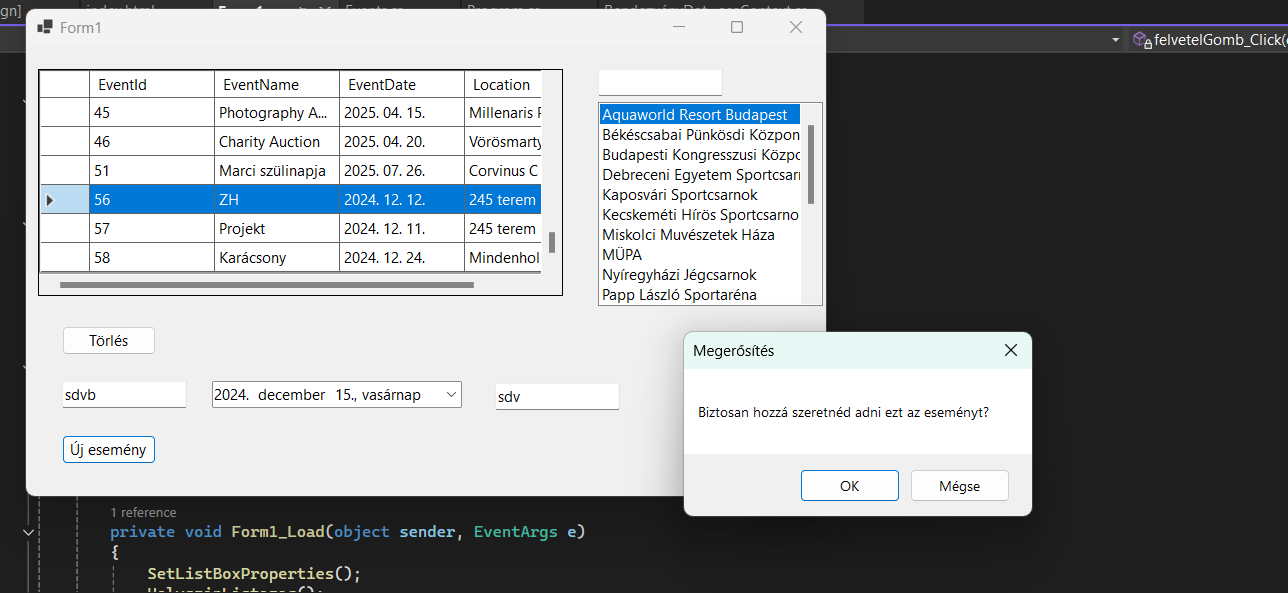 Form1
felvetelGomb_Click(
EventId EventName EventDate Location
45 Photography A... 2025. 04. 15. Millenaris
46 Charity Auction 2025. 04. 20. Vörösmarty
51 Marci szülinapja 2025. 07. 26. Corvinus C
56 ZH 2024. 12. 12. 245 terem
57 Projekt 2024. 12. 11. 245 terem
58 Karácsony 2024. 12. 24. Mindenhol
Aquaworld Resort Budapest
Békéscsabai Pünkösdi Közpon
Budapesti Kongresszusi Közpo
Debreceni Egyetem Sportcsar
Kaposvári Sportcsarnok
Kecskeméti Hírös Sportcsarno
Miskolci Muvészetek Háza
MÜPA
Nyíregyházi Jégcsarnok
Papp László Sportaréna
Törlés
sdvb
2024. december 15., vasárnap
sdv
Új esemény
Megerősítés
Biztosan hozzá szeretnéd adni ezt az eseményt?
OK
Mégse
1 reference
private void Form1_Load(object sender, EventArgs e)
{
SetListBoxProperties();